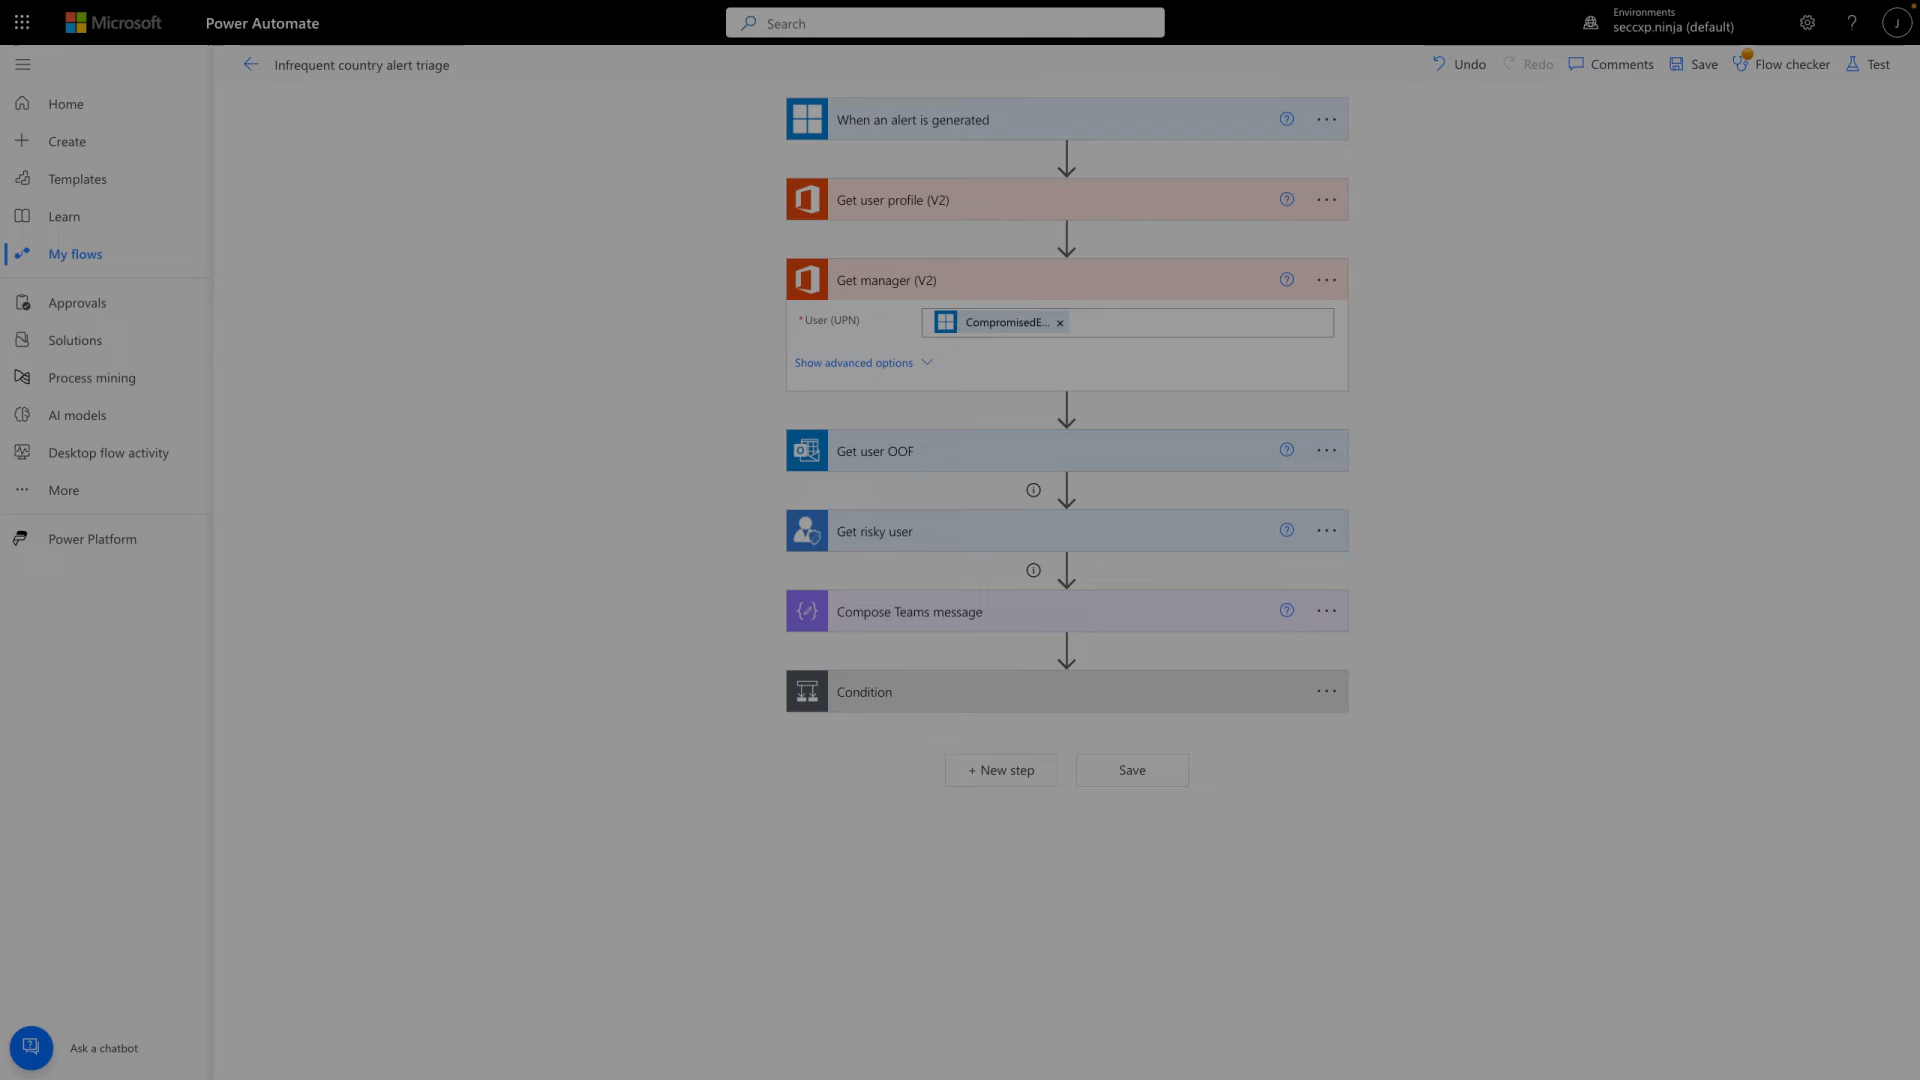 Microsoft
Power Automate
Search
Environments
seccxp.ninja (default)
?
J
Infrequent country alert triage
Undo
Redo
Comments
Save
Flow checker
Test
Home
Create
Templates
Learn
My flows
Approvals
Solutions
Process mining
AI models
Desktop flow activity
More
Power Platform
When an alert is generated
Get user profile (V2)
Get manager (V2)
*User (UPN)
CompromisedE... ×
Show advanced options
Get user OOF
Get risky user
Compose Teams message
Condition
+ New step
Save
Ask a chatbot